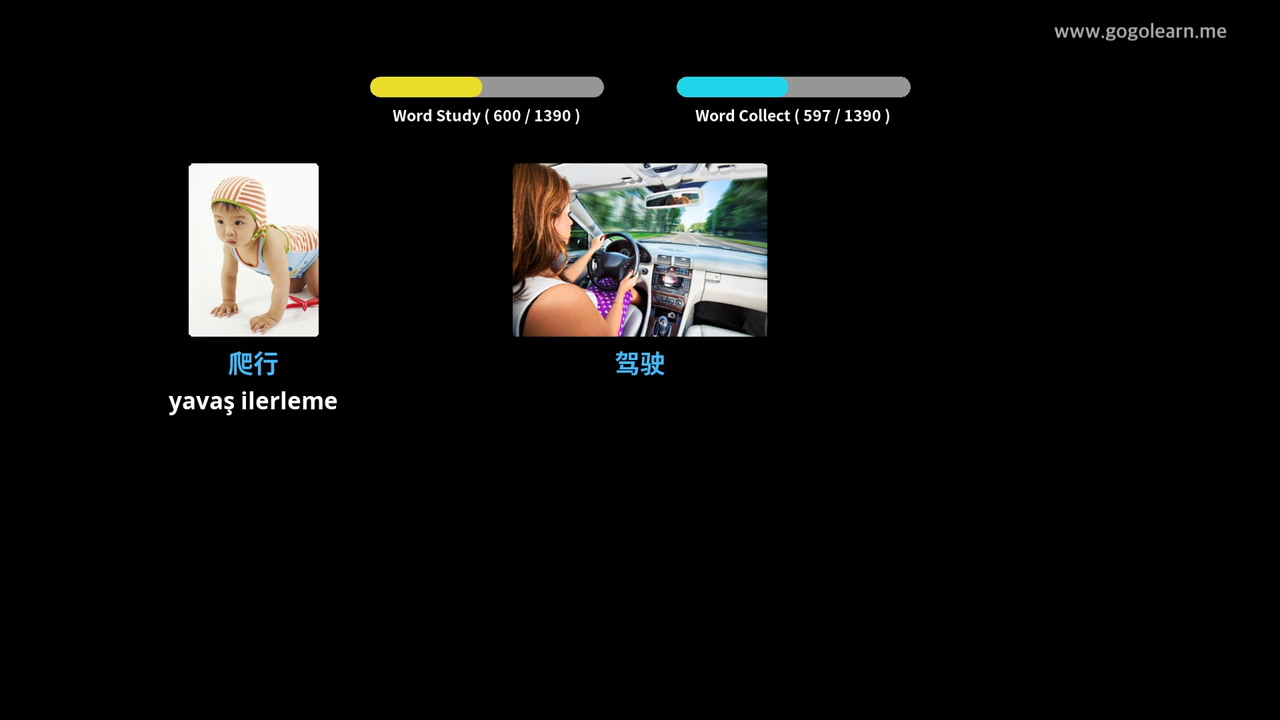 www.gogolearn.me
Word Study ( 600 / 1390 )
Word Collect ( 597 / 1390 )
爬行
驾驶
yavaş ilerleme